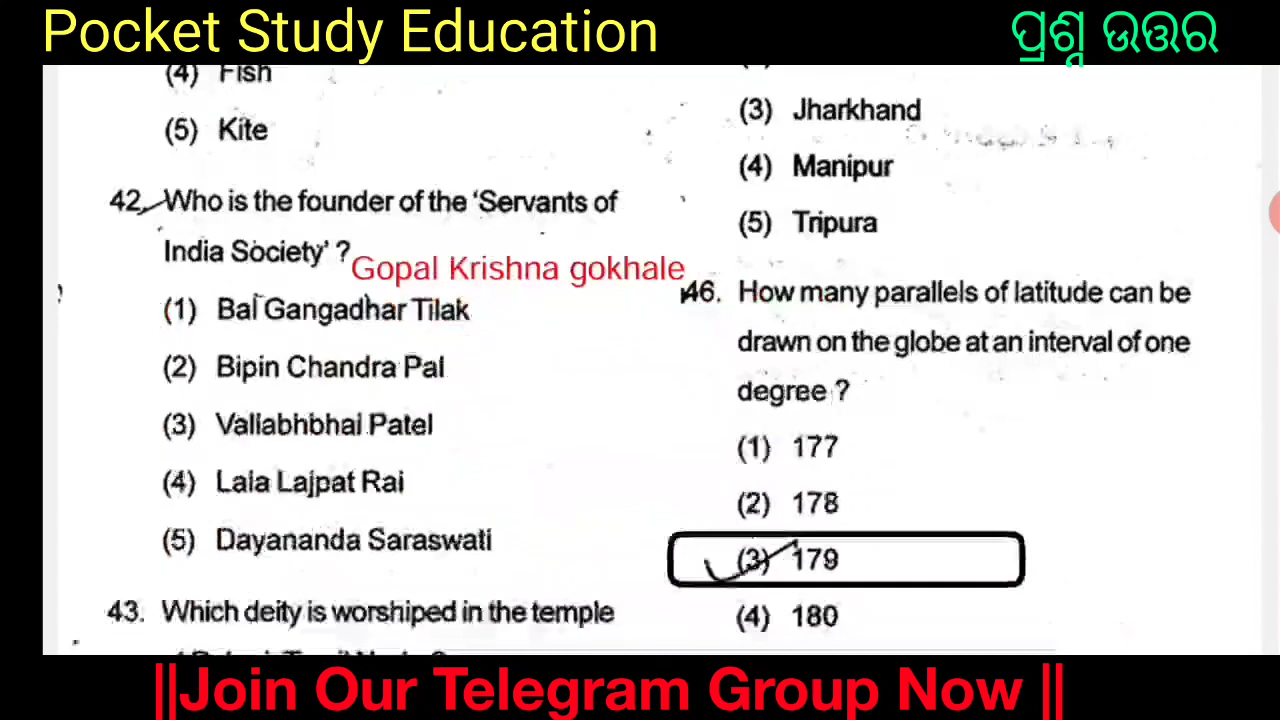 Pocket Study Education
ପ୍ରଶ୍ନ ଉତ୍ତର
(4) Fish
(5) Kite
42. Who is the founder of the ‘Servants of
India Society’ ?
Gopal Krishna gokhale
(1) Bal Gangadhar Tilak
(2) Bipin Chandra Pal
(3) Vallabhbhai Patel
(4) Lala Lajpat Rai
(5) Dayananda Saraswati
43. Which deity is worshiped in the temple
(3) Jharkhand
(4) Manipur
(5) Tripura
46. How many parallels of latitude can be
drawn on the globe at an interval of one
degree ?
(1) 177
(2) 178
(3) 179
(4) 180
||Join Our Telegram Group Now ||